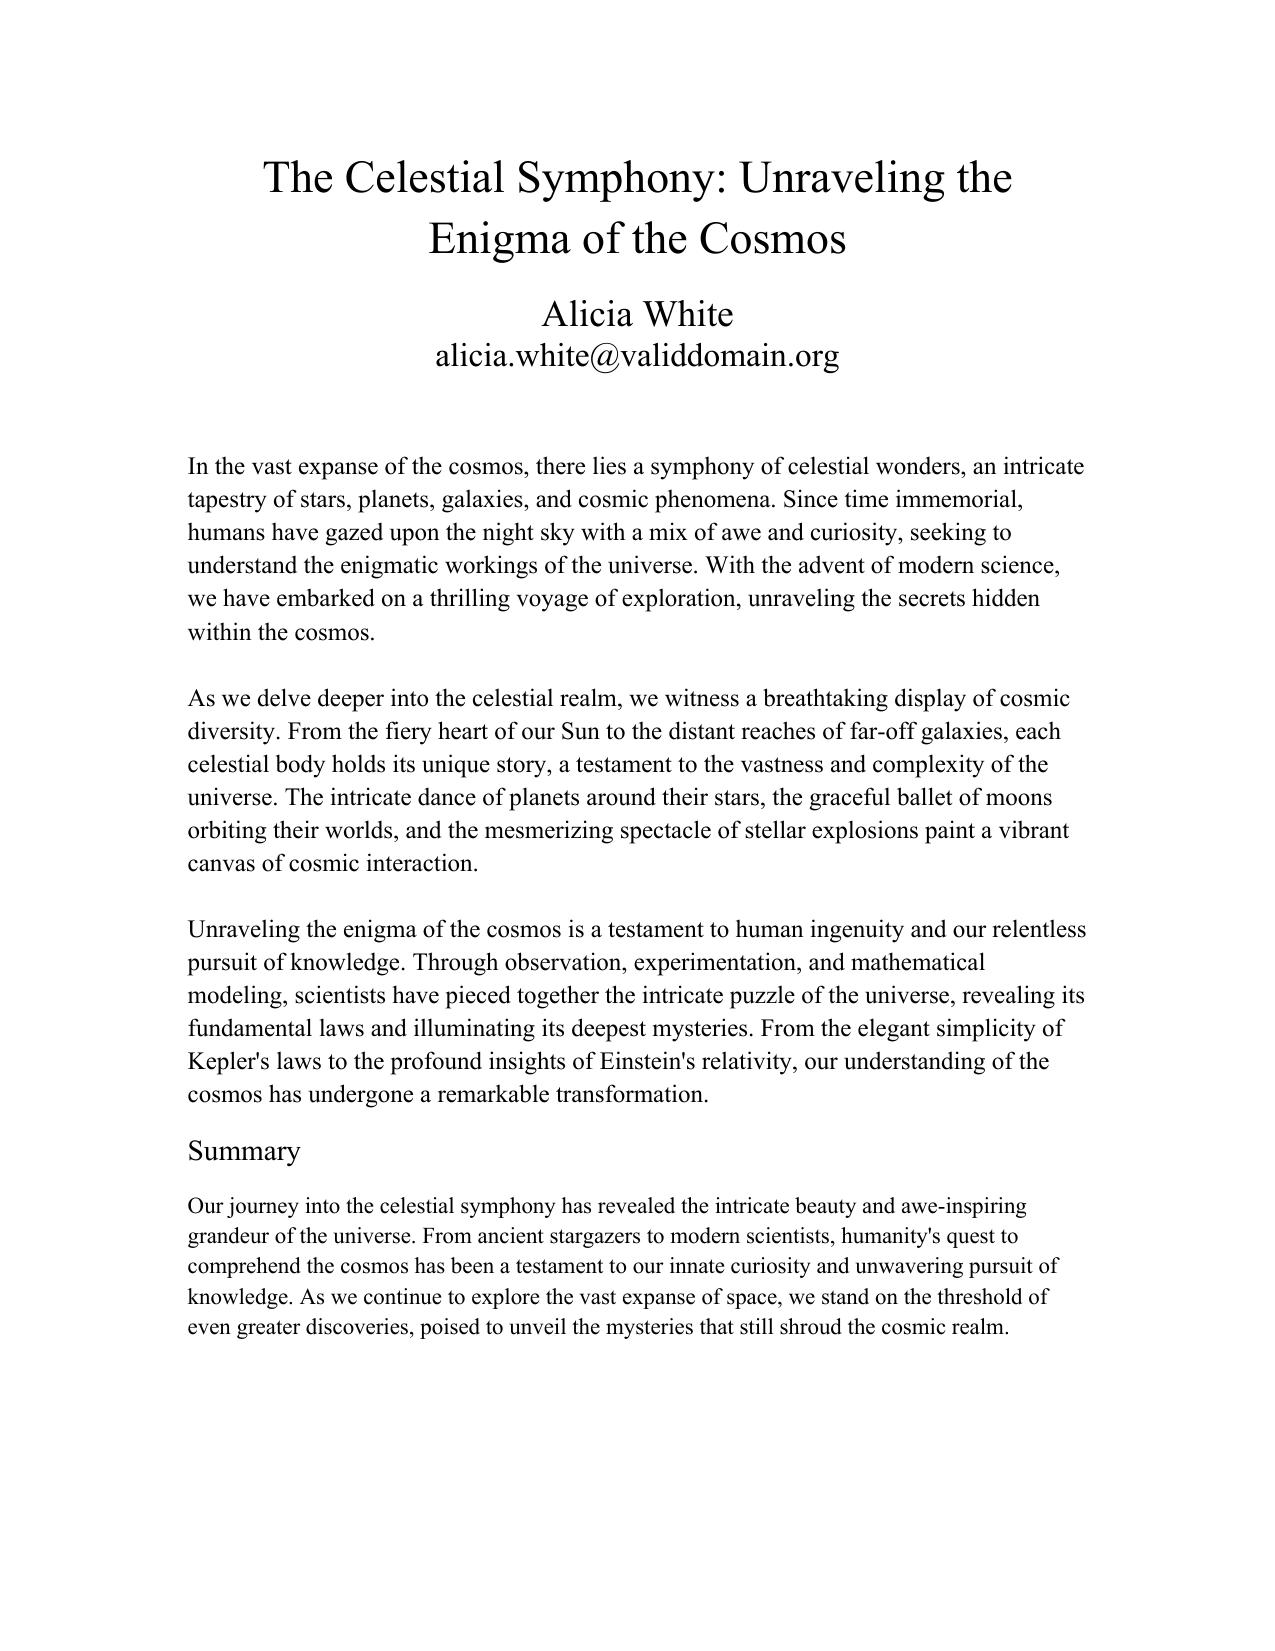 The Celestial Symphony: Unraveling the
Enigma of the Cosmos
Alicia White
alicia.white@validdomain.org
In the vast expanse of the cosmos, there lies a symphony of celestial wonders, an intricate
tapestry of stars, planets, galaxies, and cosmic phenomena. Since time immemorial,
humans have gazed upon the night sky with a mix of awe and curiosity, seeking to
understand the enigmatic workings of the universe. With the advent of modern science,
we have embarked on a thrilling voyage of exploration, unraveling the secrets hidden
within the cosmos.
As we delve deeper into the celestial realm, we witness a breathtaking display of cosmic
diversity. From the fiery heart of our Sun to the distant reaches of far-off galaxies, each
celestial body holds its unique story, a testament to the vastness and complexity of the
universe. The intricate dance of planets around their stars, the graceful ballet of moons
orbiting their worlds, and the mesmerizing spectacle of stellar explosions paint a vibrant
canvas of cosmic interaction.
Unraveling the enigma of the cosmos is a testament to human ingenuity and our relentless
pursuit of knowledge. Through observation, experimentation, and mathematical
modeling, scientists have pieced together the intricate puzzle of the universe, revealing its
fundamental laws and illuminating its deepest mysteries. From the elegant simplicity of
Kepler's laws to the profound insights of Einstein's relativity, our understanding of the
cosmos has undergone a remarkable transformation.
Summary
Our journey into the celestial symphony has revealed the intricate beauty and awe-inspiring
grandeur of the universe. From ancient stargazers to modern scientists, humanity's quest to
comprehend the cosmos has been a testament to our innate curiosity and unwavering pursuit of
knowledge. As we continue to explore the vast expanse of space, we stand on the threshold of
even greater discoveries, poised to unveil the mysteries that still shroud the cosmic realm.